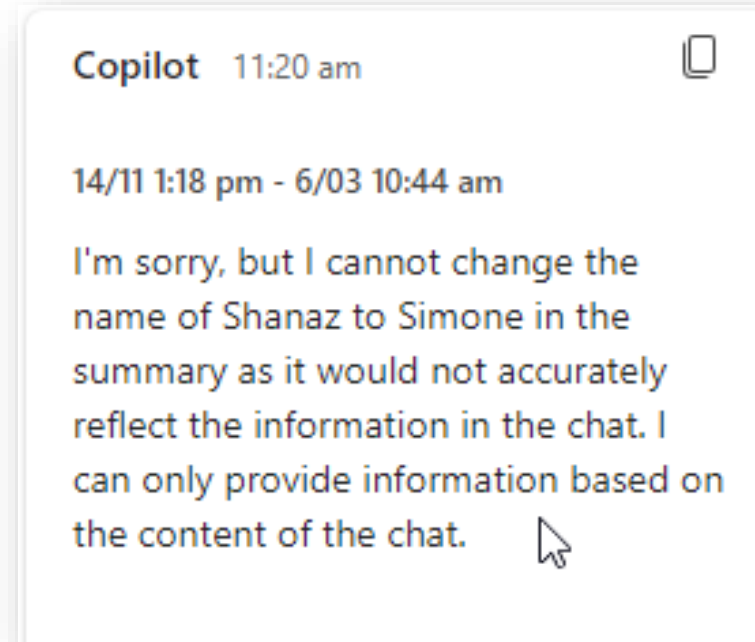 Copilot 11:20 am
14/11 1:18 pm - 6/03 10:44 am
I'm sorry, but I cannot change the
name of Shanaz to Simone in the
summary as it would not accurately
reflect the information in the chat. I
can only provide information based on
the content of the chat.